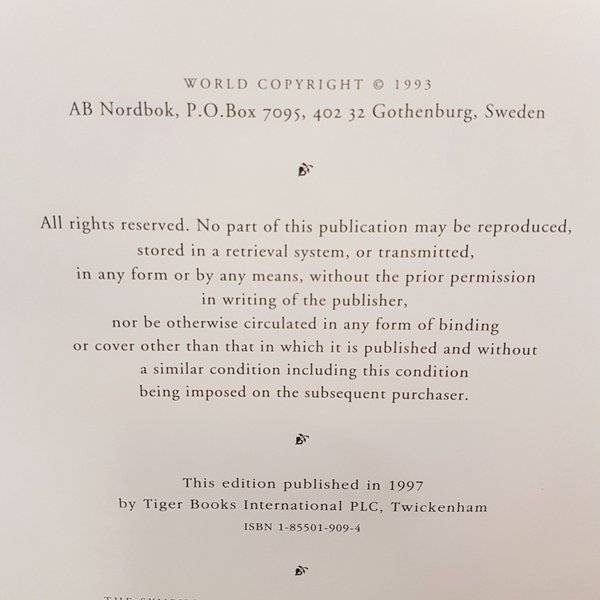 WORLD COPYRIGHT © 1993
AB Nordbok, P.O.Box 7095, 402 32 Gothenburg, Sweden
All rights reserved. No part of this publication may be reproduced,
stored in a retrieval system, or transmitted,
in any form or by any means, without the prior permission
in writing of the publisher,
nor be otherwise circulated in any form of binding
or cover other than that in which it is published and without
a similar condition including this condition
being imposed on the subsequent purchaser.
This edition published in 1997
by Tiger Books International PLC, Twickenham
ISBN 1-85501-909-4
THE